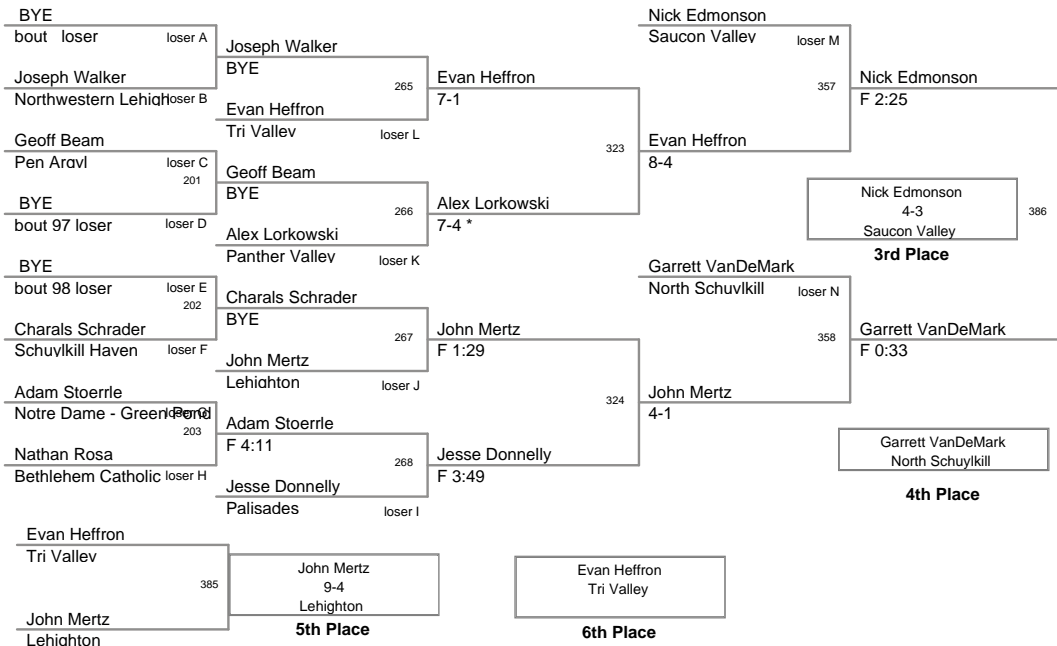 BYE
bout loser
loser A
Joseph Walker
Northwestern Lehigh
loser B
Geoff Beam
Pen Argyl
loser C
201
BYE
bout 97 loser
loser D
BYE
bout 98 loser
loser E
202
Charals Schrader
Schuylkill Haven
loser F
Adam Stoerrle
Notre Dame - Green Pond
loser G
203
Nathan Rosa
Bethlehem Catholic
loser H
Joseph Walker
BYE
265
Evan Heffron
Tri Valley
loser L
Geoff Beam
BYE
266
Alex Lorkowski
Panther Valley
loser K
Charals Schrader
BYE
267
John Mertz
Lehighton
loser J
Adam Stoerrle
F 4:11
268
Jesse Donnelly
Palisades
loser I
Evan Heffron
7-1
323
Alex Lorkowski
7-4 *
John Mertz
F 1:29
324
Jesse Donnelly
F 3:49
Nick Edmonson
Saucon Valley
loser M
357
Evan Heffron
8-4
Garrett VanDeMark
North Schuylkill
loser N
358
John Mertz
4-1
Nick Edmonson
F 2:25
Nick Edmonson
4-3
Saucon Valley
386
3rd Place
Garrett VanDeMark
F 0:33
Garrett VanDeMark
North Schuylkill
4th Place
Evan Heffron
Tri Valley
385
John Mertz
Lehighton
John Mertz
9-4
Lehighton
5th Place
Evan Heffron
Tri Valley
6th Place